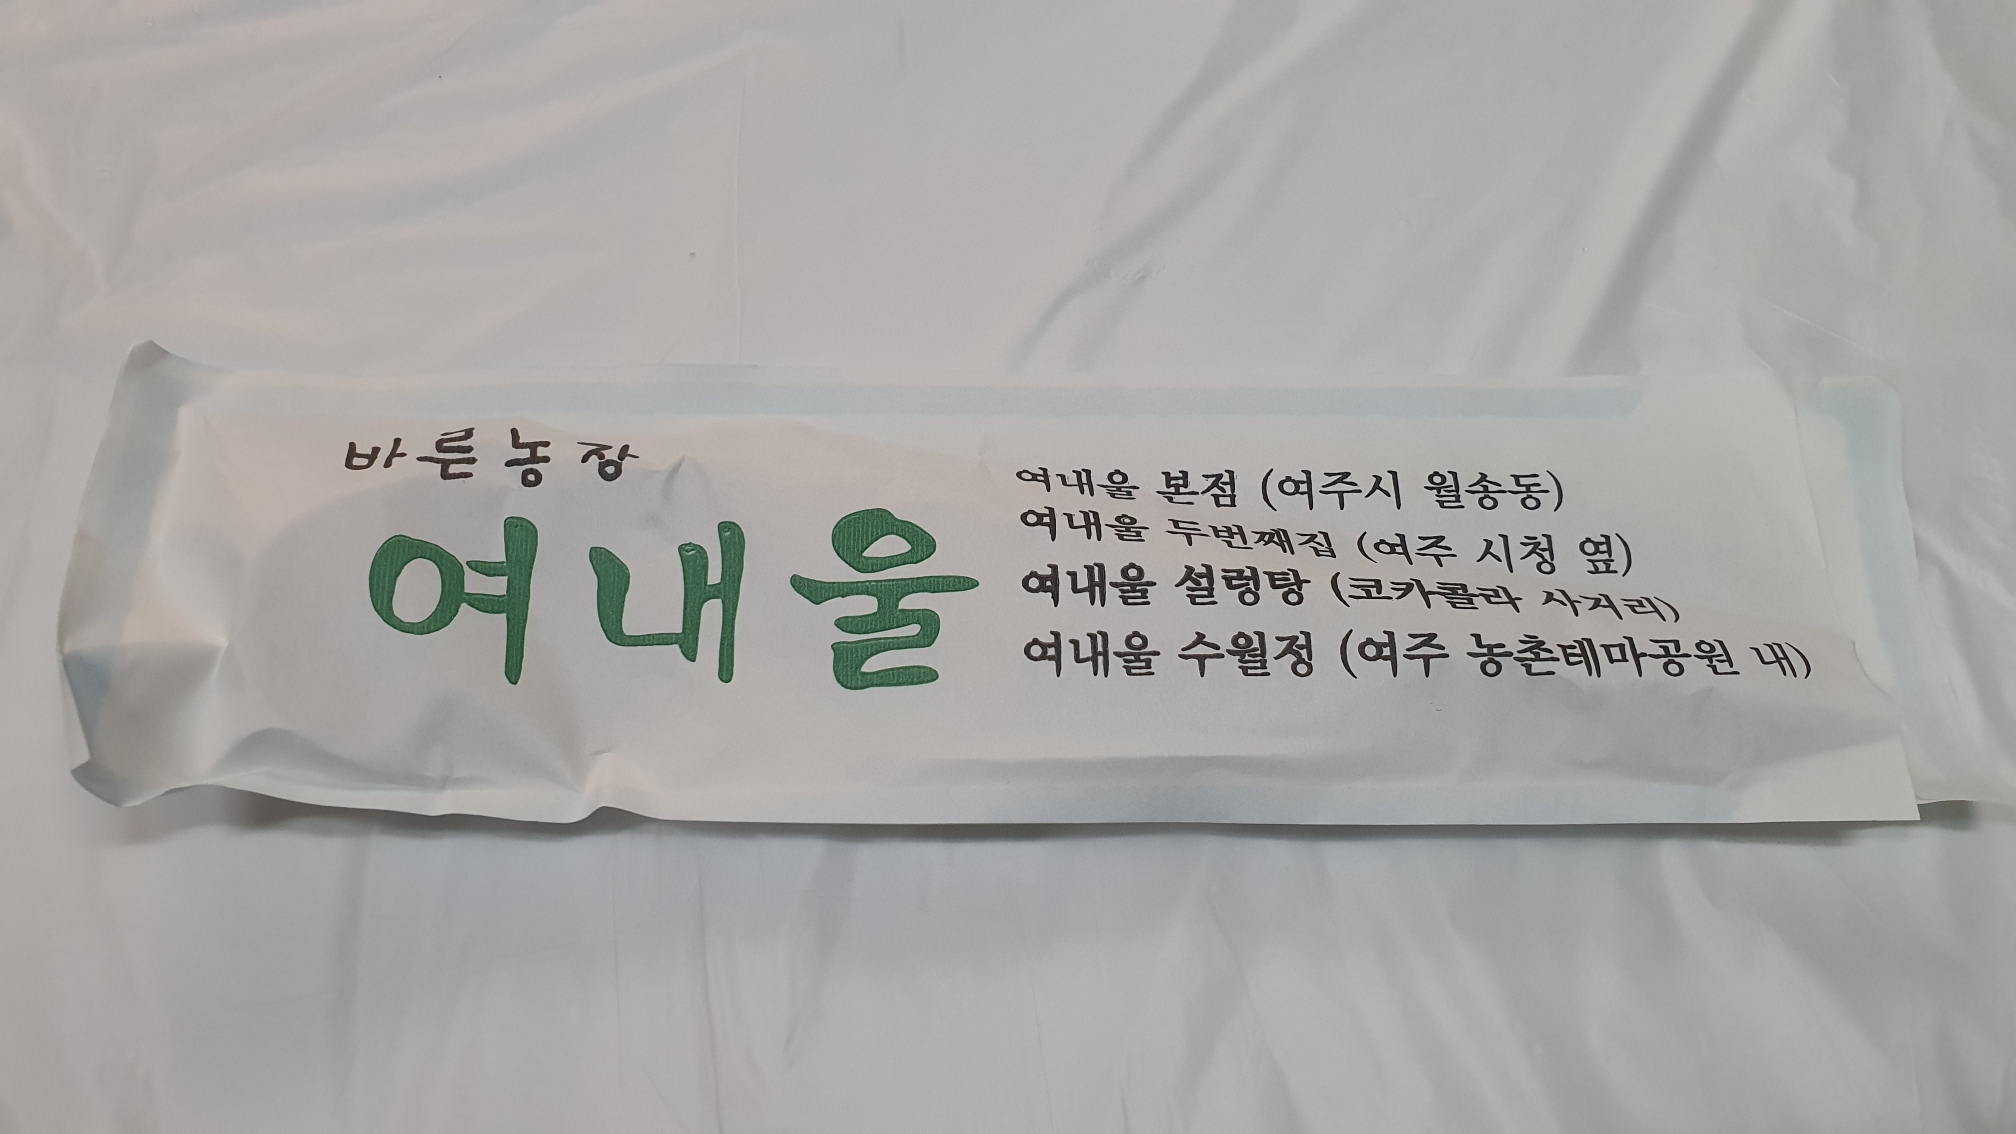 바른농장
여내울
여내울 본점 (여주시 월송동)
여내울 두번째집 (여주 시청 옆)
여내울 설렁탕 (코카콜라 사거리)
여내울 수월정 (여주 농촌테마공원 내)